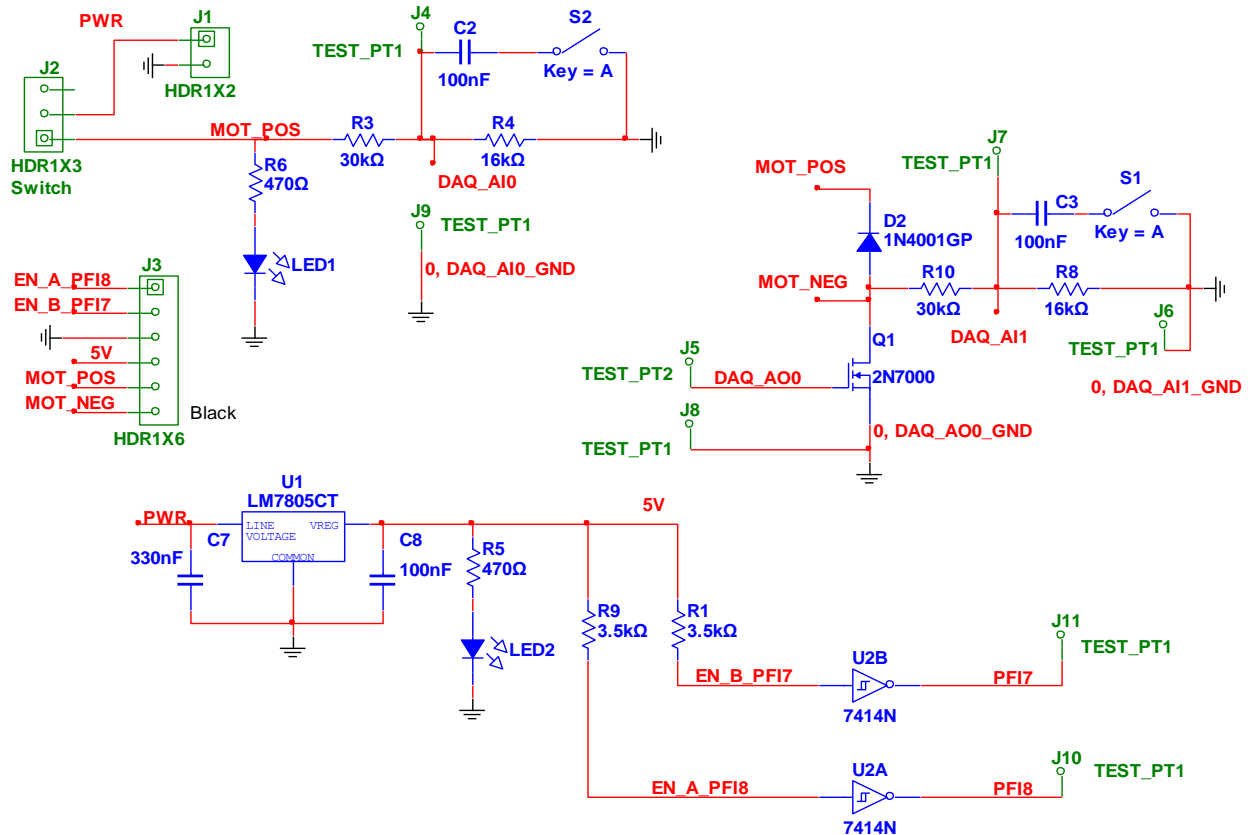 PWR
J1
HDR1X2
J2
HDR1X3
Switch
MOT_POS
R6
470Ω
LED1
R3
30kΩ
J4
TEST_PT1
C2
100nF
S2
Key = A
R4
16kΩ
DAQ_AI0
J9
TEST_PT1
0, DAQ_AI0_GND
J3
EN_A_PFI8
EN_B_PFI7
5V
MOT_POS
MOT_NEG
Black
HDR1X6
MOT_POS
D2
1N4001GP
MOT_NEG
R10
30kΩ
J7
TEST_PT1
C3
100nF
S1
Key = A
R8
16kΩ
DAQ_AI1
J6
TEST_PT1
0, DAQ_AI1_GND
Q1
2N7000
J5
TEST_PT2
DAQ_AO0
J8
TEST_PT1
0, DAQ_AO0_GND
U1
LM7805CT
PWR
LINE VREG
VOLTAGE
COMMON
C7
330nF
C8
100nF
5V
R5
470Ω
LED2
R9
3.5kΩ
R1
3.5kΩ
EN_B_PFI7
U2B
7414N
PFI7
J11
TEST_PT1
EN_A_PFI8
U2A
7414N
PFI8
J10
TEST_PT1